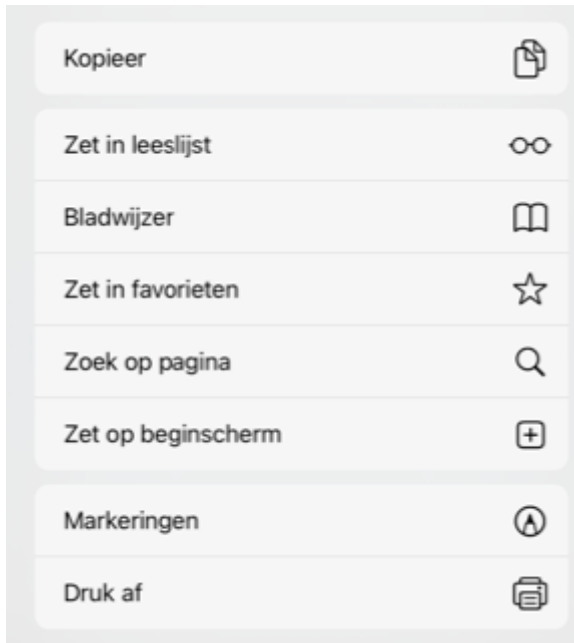 Kopieer
Zet in leeslijst
Bladwijzer
Zet in favorieten
Zoek op pagina
Zet op beginscherm
Markeringen
Druk af